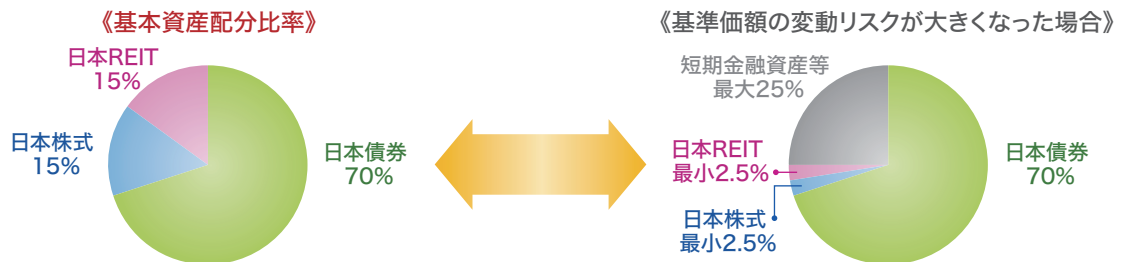 《基本資産配分比率》
日本REIT
15%
日本株式
15%
日本債券
70%
《基準価額の変動リスクが大きくなった場合》
短期金融資産等
最大25%
日本REIT
最小2.5%
日本株式
最小2.5%
日本債券
70%